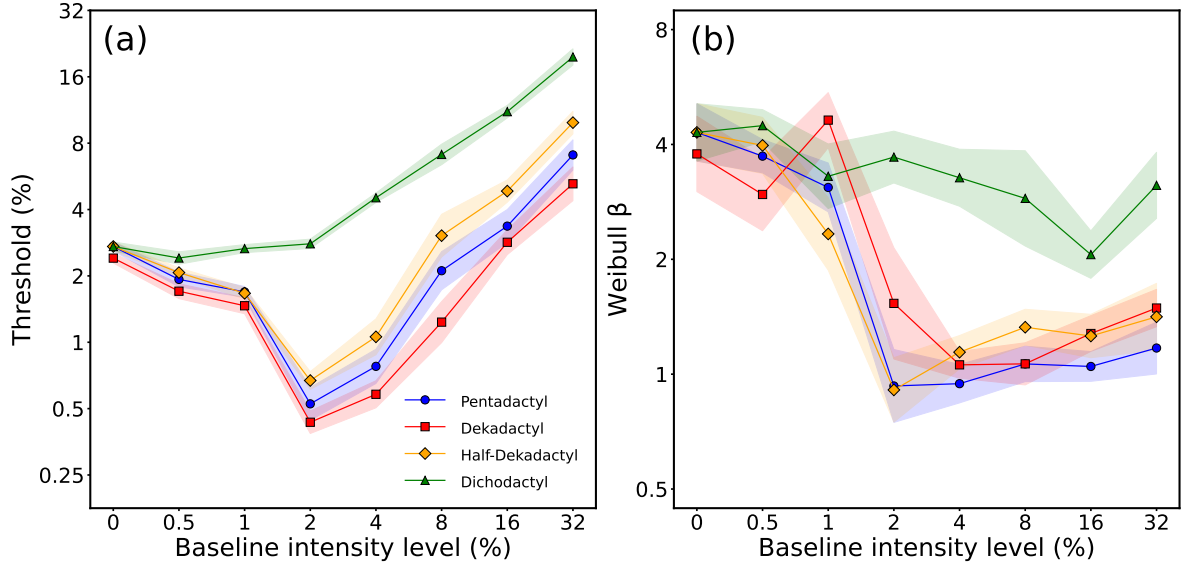 (a)
Threshold (%)
32
16
8
4
2
1
0.5
0.25
Pentadactyl
Dekadactyl
Half-Dekadactyl
Dichodactyl
0 0.5 1 2 4 8 16 32
Baseline intensity level (%)
(b)
Weibull β
8
4
2
1
0.5
0 0.5 1 2 4 8 16 32
Baseline intensity level (%)